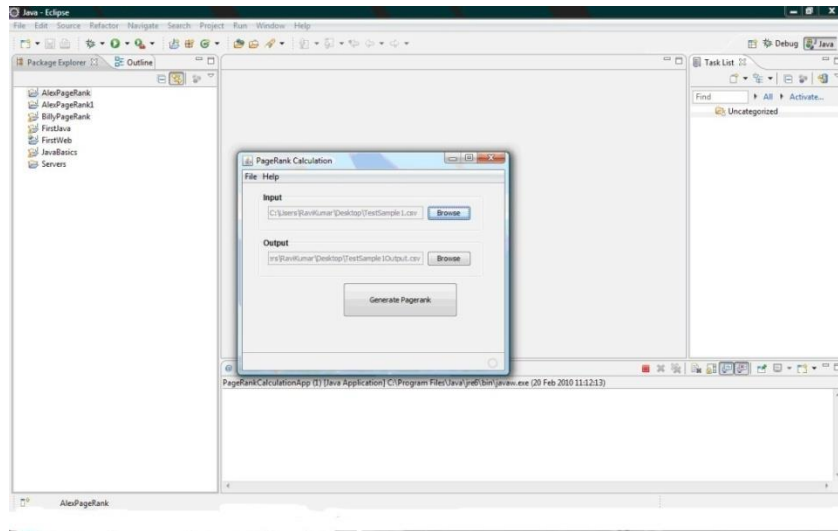 Java - Eclipse
File Edit Source Refactor Navigate Search Project Run Window Help
Debug Java
Package Explorer Outline
Task List
AlexPageRank
AlexPageRank1
BillyPageRank
FirstJava
FirstWeb
JavaBasics
Servers
Find All Activate...
Uncategorized
PageRank Calculation
File Help
Input
C:\Users\RaviKumar\Desktop\TestSample1.csv Browse
Output
ers\RaviKumar\Desktop\TestSample1Output.csv Browse
Generate Pagerank
PageRankCalculationApp (1) [Java Application] C:\Program Files\Java\jre6\bin\javaw.exe (20 Feb 2010 11:12:13)
AlexPageRank